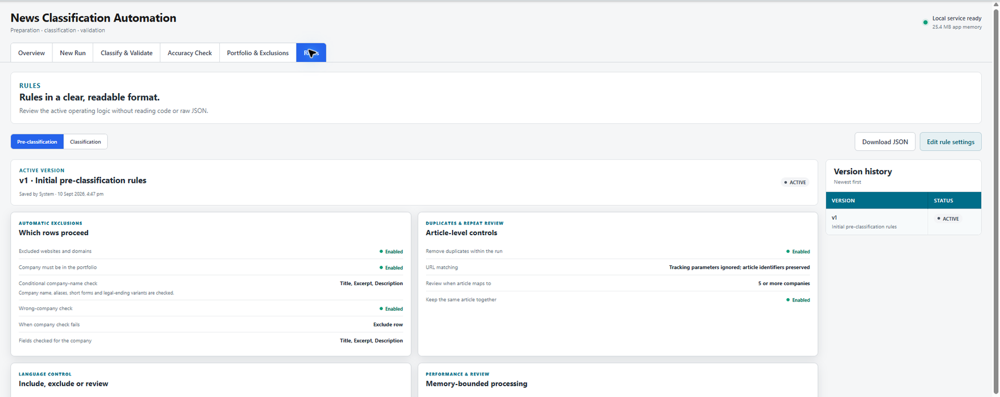 News Classification Automation
Preparation · classification · validation
Local service ready
25.4 MB app memory
Overview
New Run
Classify & Validate
Accuracy Check
Portfolio & Exclusions
RULES
Rules in a clear, readable format.
Review the active operating logic without reading code or raw JSON.
Pre-classification
Classification
Download JSON
Edit rule settings
ACTIVE VERSION
v1 · Initial pre-classification rules
Saved by System · 10 Sept 2026, 4:47 pm
ACTIVE
Version history
Newest first
VERSION STATUS
v1
ACTIVE
Initial pre-classification rules
AUTOMATIC EXCLUSIONS
Which rows proceed
Excluded websites and domains Enabled
Company must be in the portfolio Enabled
Conditional company-name check Title, Excerpt, Description
Company name, aliases, short forms and legal-ending variants are checked.
Wrong-company check Enabled
When company check fails Exclude row
Fields checked for the company Title, Excerpt, Description
DUPLICATES & REPEAT REVIEW
Article-level controls
Remove duplicates within the run Enabled
URL matching Tracking parameters ignored; article identifiers preserved
Review when article maps to 5 or more companies
Keep the same article together Enabled
LANGUAGE CONTROL
Include, exclude or review
PERFORMANCE & REVIEW
Memory-bounded processing